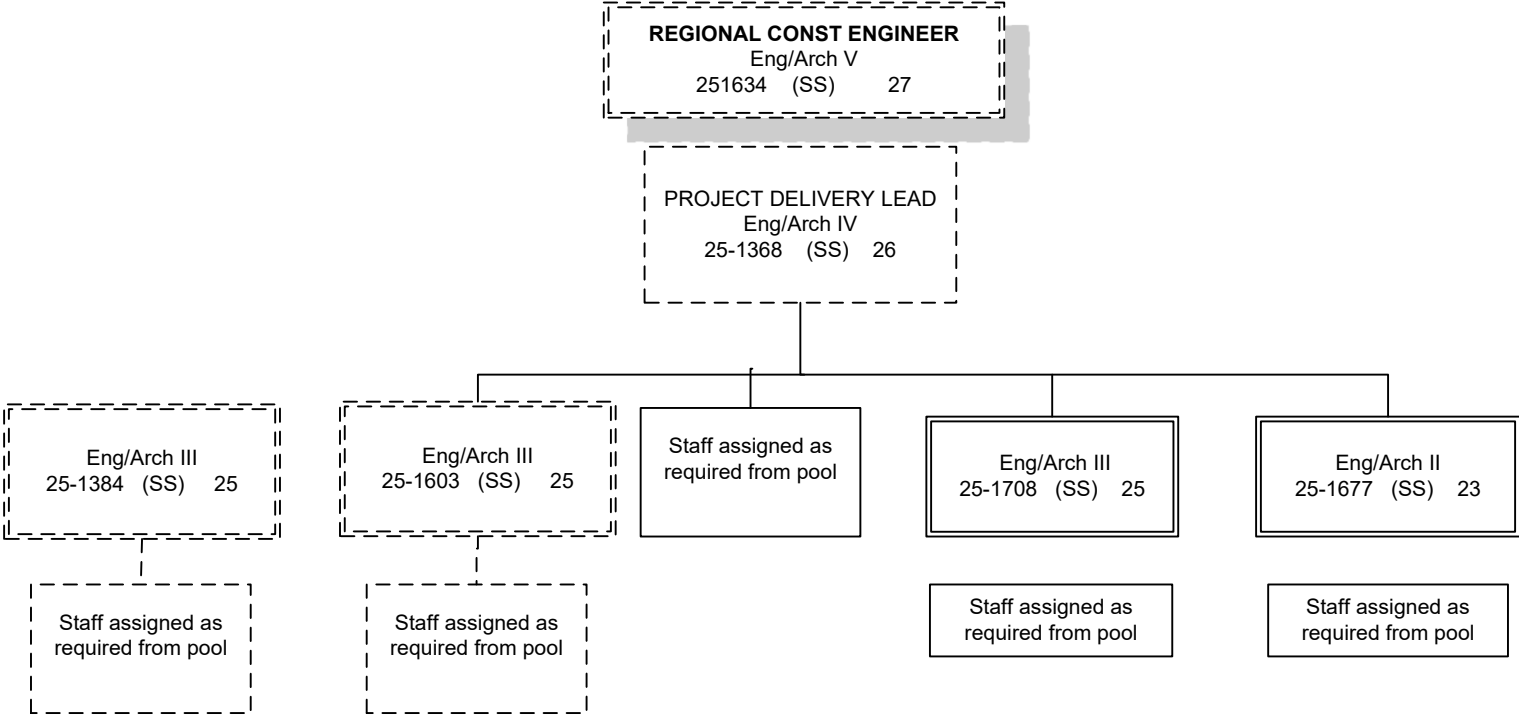 REGIONAL CONST ENGINEER
Eng/Arch V
251634 (SS) 27
PROJECT DELIVERY LEAD
Eng/Arch IV
25-1368 (SS) 26
Eng/Arch III
25-1384 (SS) 25
Eng/Arch III
25-1603 (SS) 25
Staff assigned as
required from pool
Eng/Arch III
25-1708 (SS) 25
Eng/Arch II
25-1677 (SS) 23
Staff assigned as
required from pool
Staff assigned as
required from pool
Staff assigned as
required from pool
Staff assigned as
required from pool